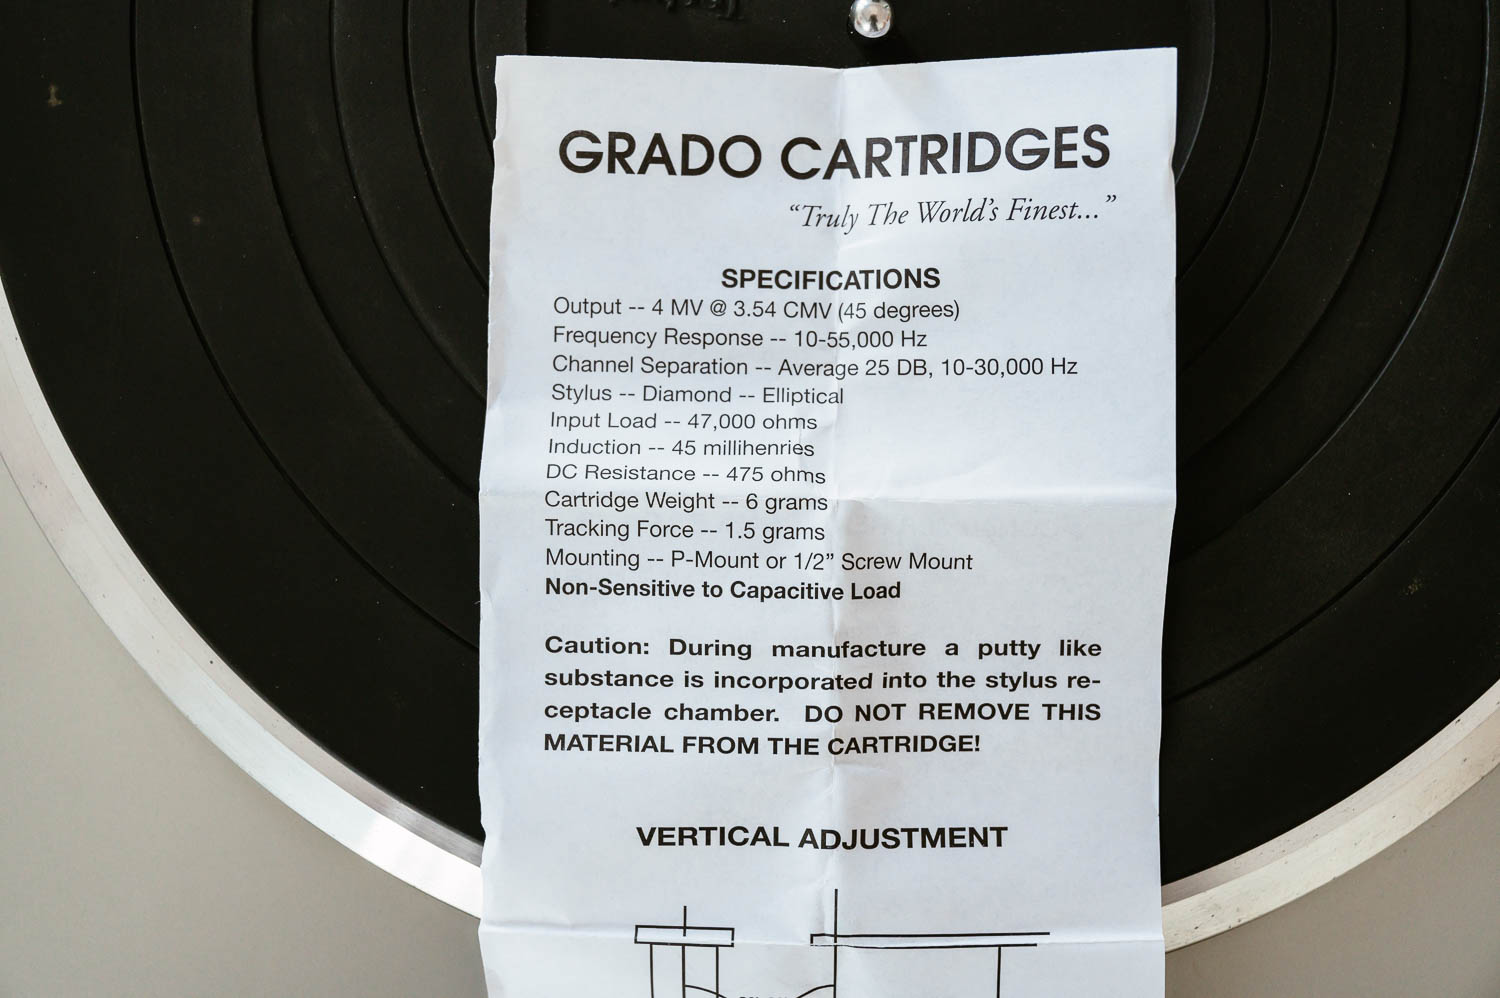 GRADO CARTRIDGES
“Truly The World’s Finest...”
SPECIFICATIONS
Output -- 4 MV @ 3.54 CMV (45 degrees)
Frequency Response -- 10-55,000 Hz
Channel Separation -- Average 25 DB, 10-30,000 Hz
Stylus -- Diamond -- Elliptical
Input Load -- 47,000 ohms
Induction -- 45 millihenries
DC Resistance -- 475 ohms
Cartridge Weight -- 6 grams
Tracking Force -- 1.5 grams
Mounting -- P-Mount or 1/2” Screw Mount
Non-Sensitive to Capacitive Load
Caution: During manufacture a putty like
substance is incorporated into the stylus re-
ceptacle chamber. DO NOT REMOVE THIS
MATERIAL FROM THE CARTRIDGE!
VERTICAL ADJUSTMENT